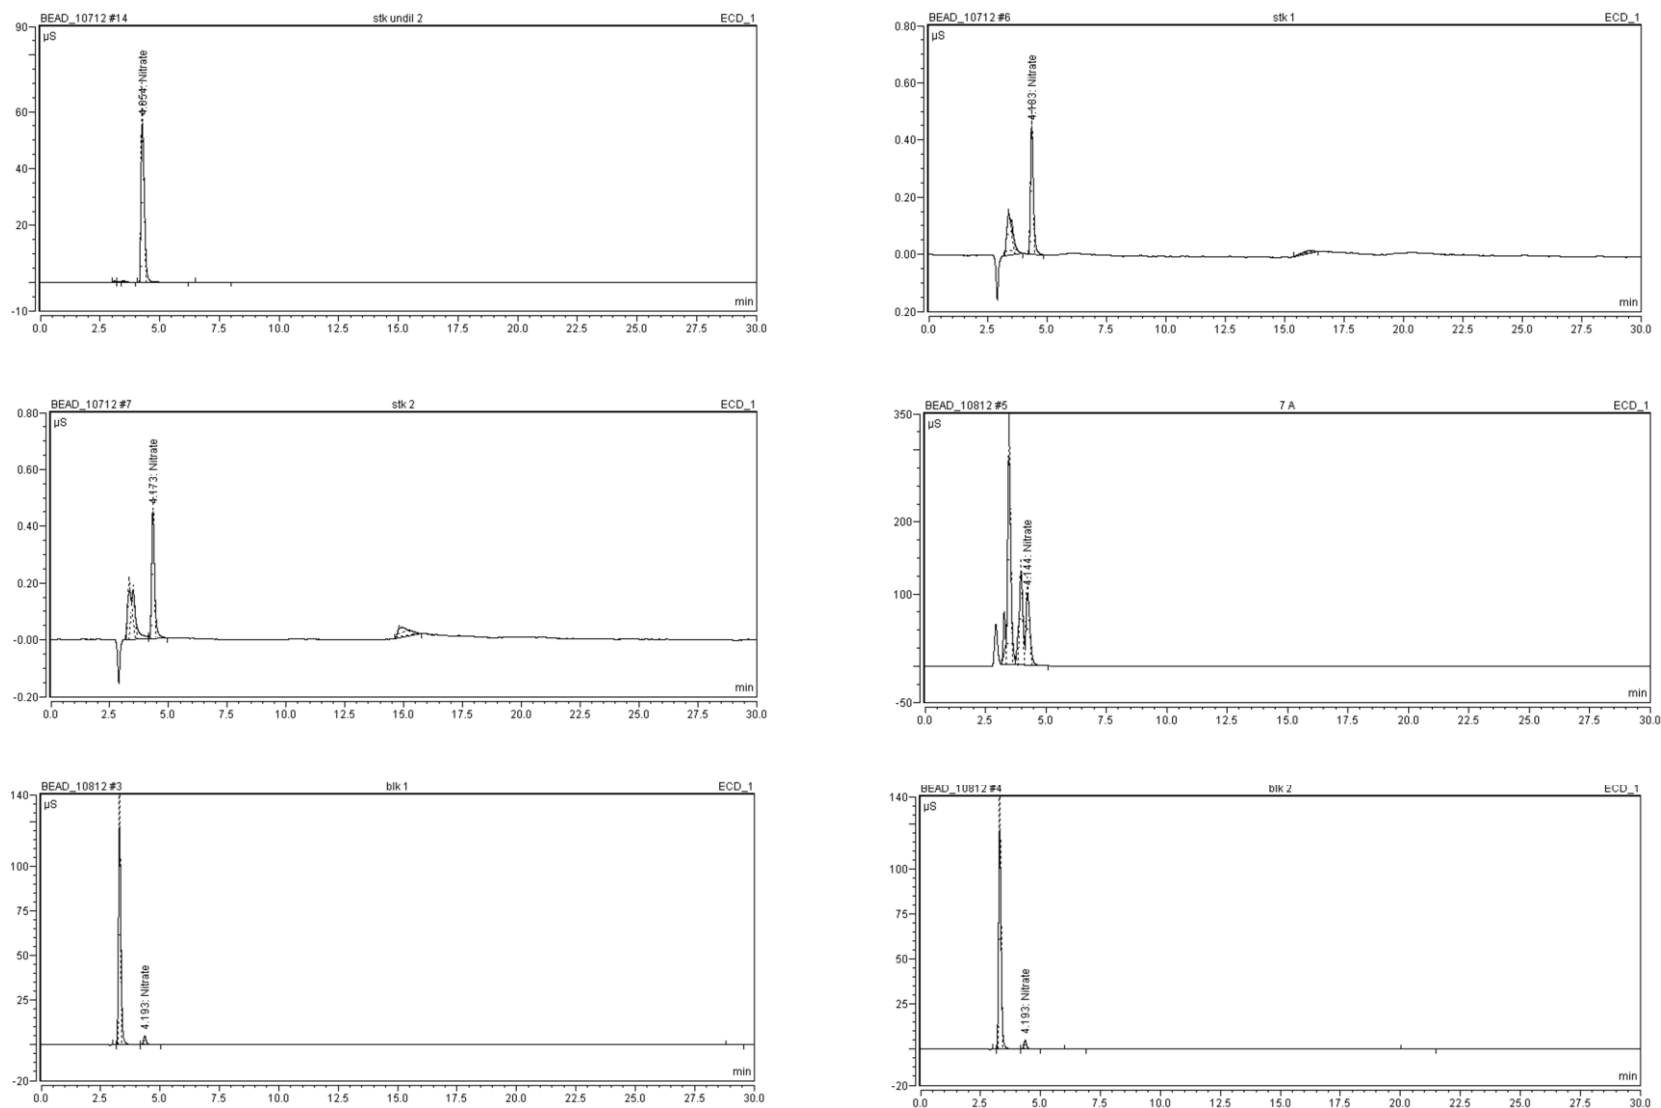 BEAD_10712 #14 stk undil 2 ECD_1
µS
90
60
40
20
-10
4.054: Nitrate
min
0.0 2.5 5.0 7.5 10.0 12.5 15.0 17.5 20.0 22.5 25.0 27.5 30.0
BEAD_10712 #6 stk 1 ECD_1
µS
0.80
0.60
0.40
0.20
0.00
0.20
4.183: Nitrate
min
0.0 2.5 5.0 7.5 10.0 12.5 15.0 17.5 20.0 22.5 25.0 27.5 30.0
BEAD_10712 #7 stk 2 ECD_1
µS
0.80
0.60
0.40
0.20
-0.00
-0.20
4.173: Nitrate
min
0.0 2.5 5.0 7.5 10.0 12.5 15.0 17.5 20.0 22.5 25.0 27.5 30.0
BEAD_10812 #5 7 A ECD_1
µS
350
200
100
-50
4.144: Nitrate
min
0.0 2.5 5.0 7.5 10.0 12.5 15.0 17.5 20.0 22.5 25.0 27.5 30.0
BEAD_10812 #3 blk 1 ECD_1
µS
140
100
75
50
25
-20
4.193: Nitrate
min
0.0 2.5 5.0 7.5 10.0 12.5 15.0 17.5 20.0 22.5 25.0 27.5 30.0
BEAD_10812 #4 blk 2 ECD_1
µS
140
100
75
50
25
-20
4.193: Nitrate
min
0.0 2.5 5.0 7.5 10.0 12.5 15.0 17.5 20.0 22.5 25.0 27.5 30.0